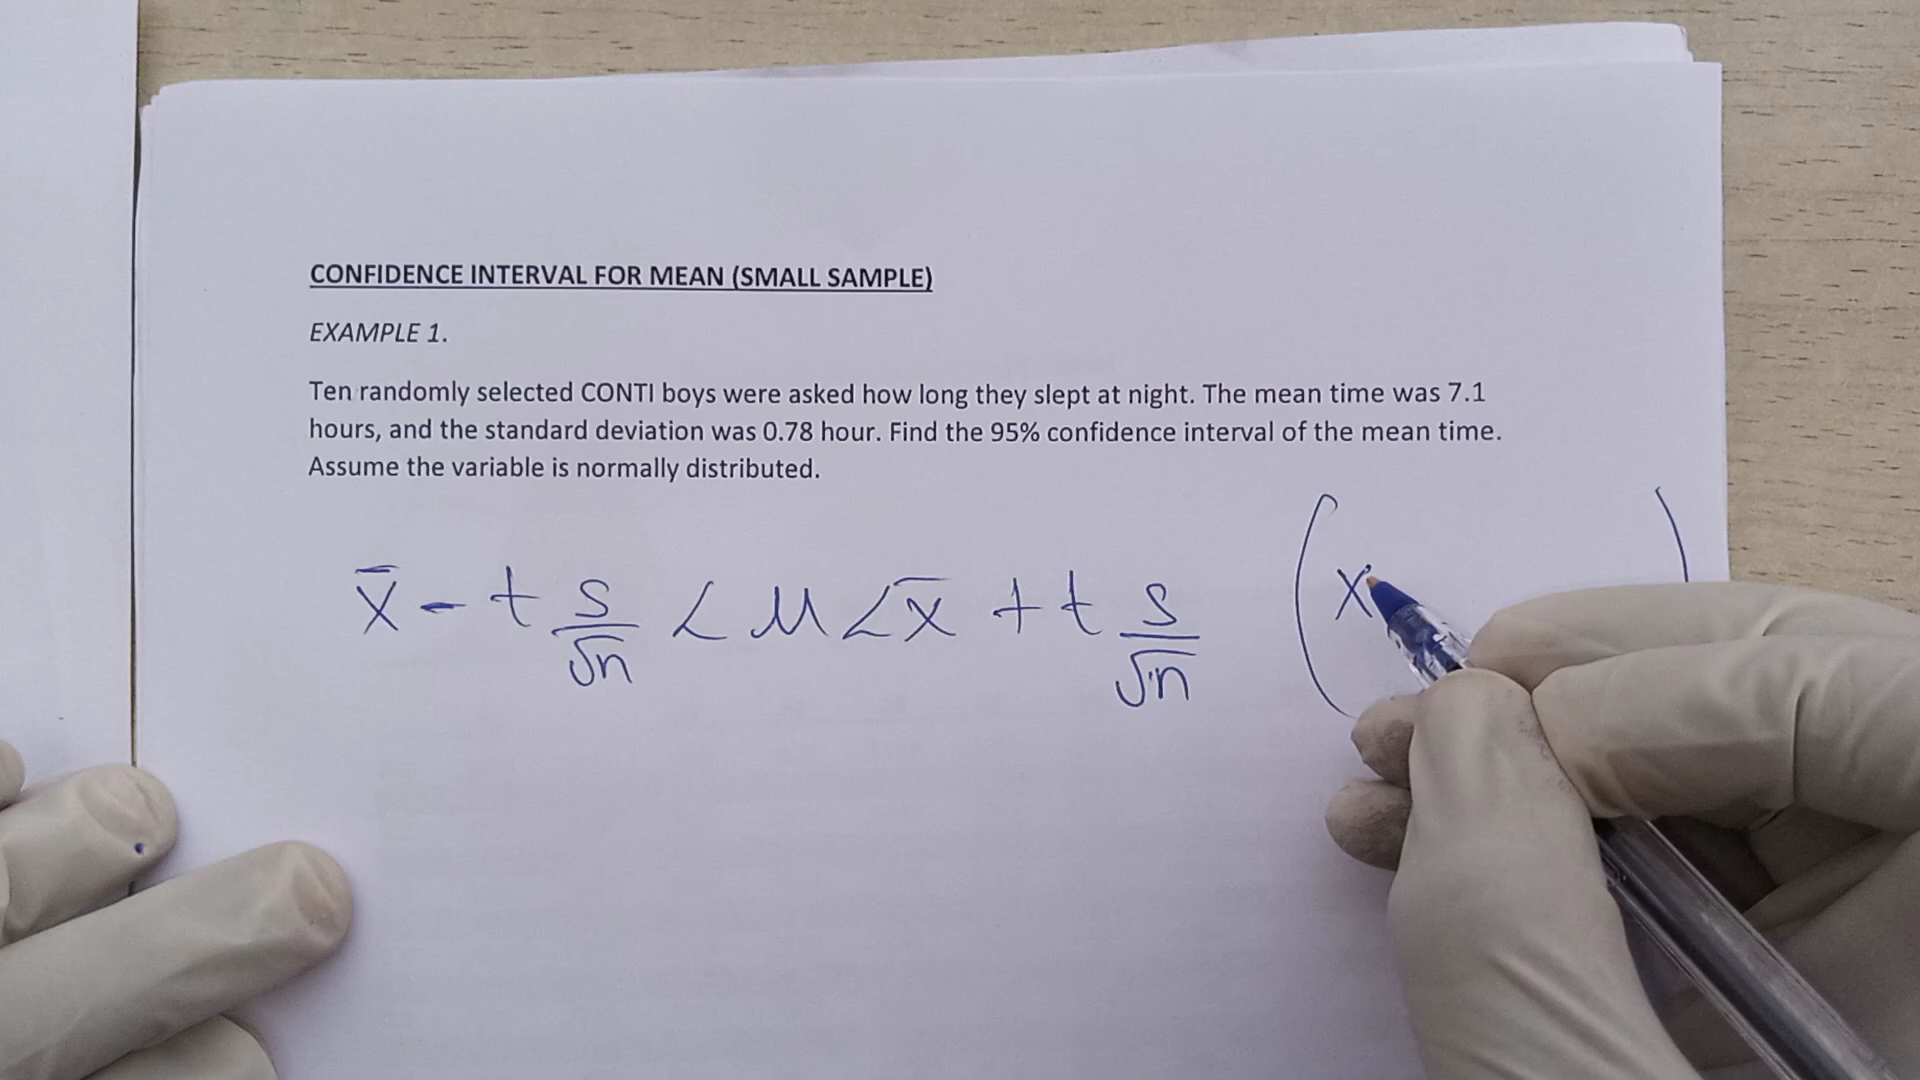 CONFIDENCE INTERVAL FOR MEAN (SMALL SAMPLE)
EXAMPLE 1.
Ten randomly selected CONTI boys were asked how long they slept at night. The mean time was 7.1
hours, and the standard deviation was 0.78 hour. Find the 95% confidence interval of the mean time.
Assume the variable is normally distributed.
x̄ - t s/√n < μ < x̄ + t s/√n ( x )